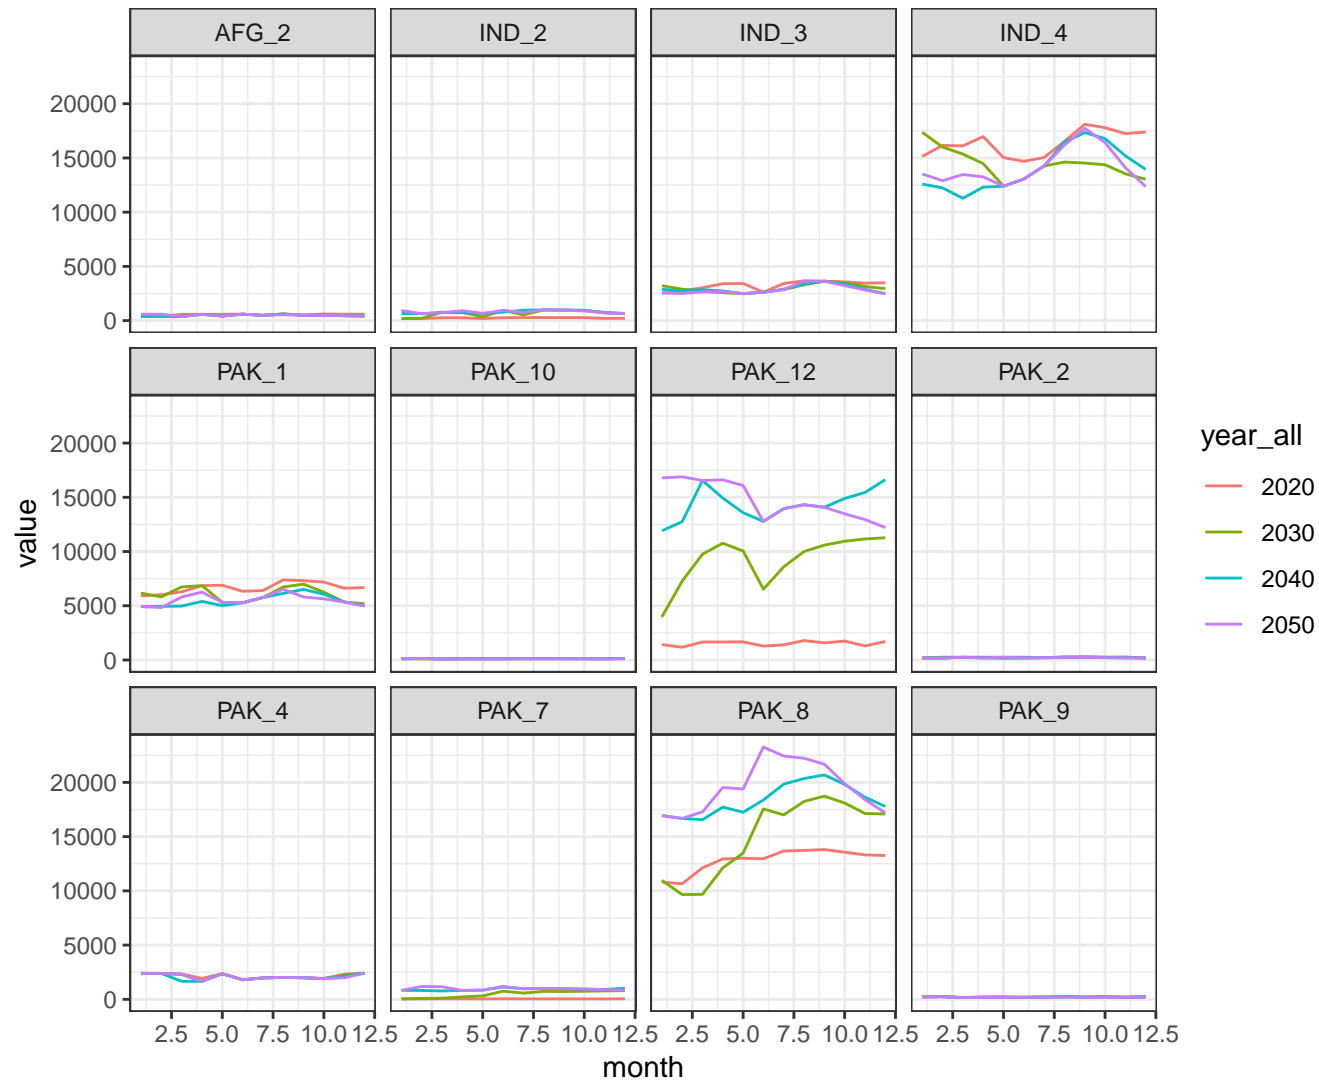 AFG_2 IND_2 IND_3 IND_4
20000
15000
10000
5000
0
PAK_1 PAK_10 PAK_12 PAK_2
20000
15000
10000
5000
0
PAK_4 PAK_7 PAK_8 PAK_9
20000
15000
10000
5000
0
2.5 5.0 7.5 10.0 12.5 2.5 5.0 7.5 10.0 12.5 2.5 5.0 7.5 10.0 12.5 2.5 5.0 7.5 10.0 12.5
month
value
year_all
2020
2030
2040
2050